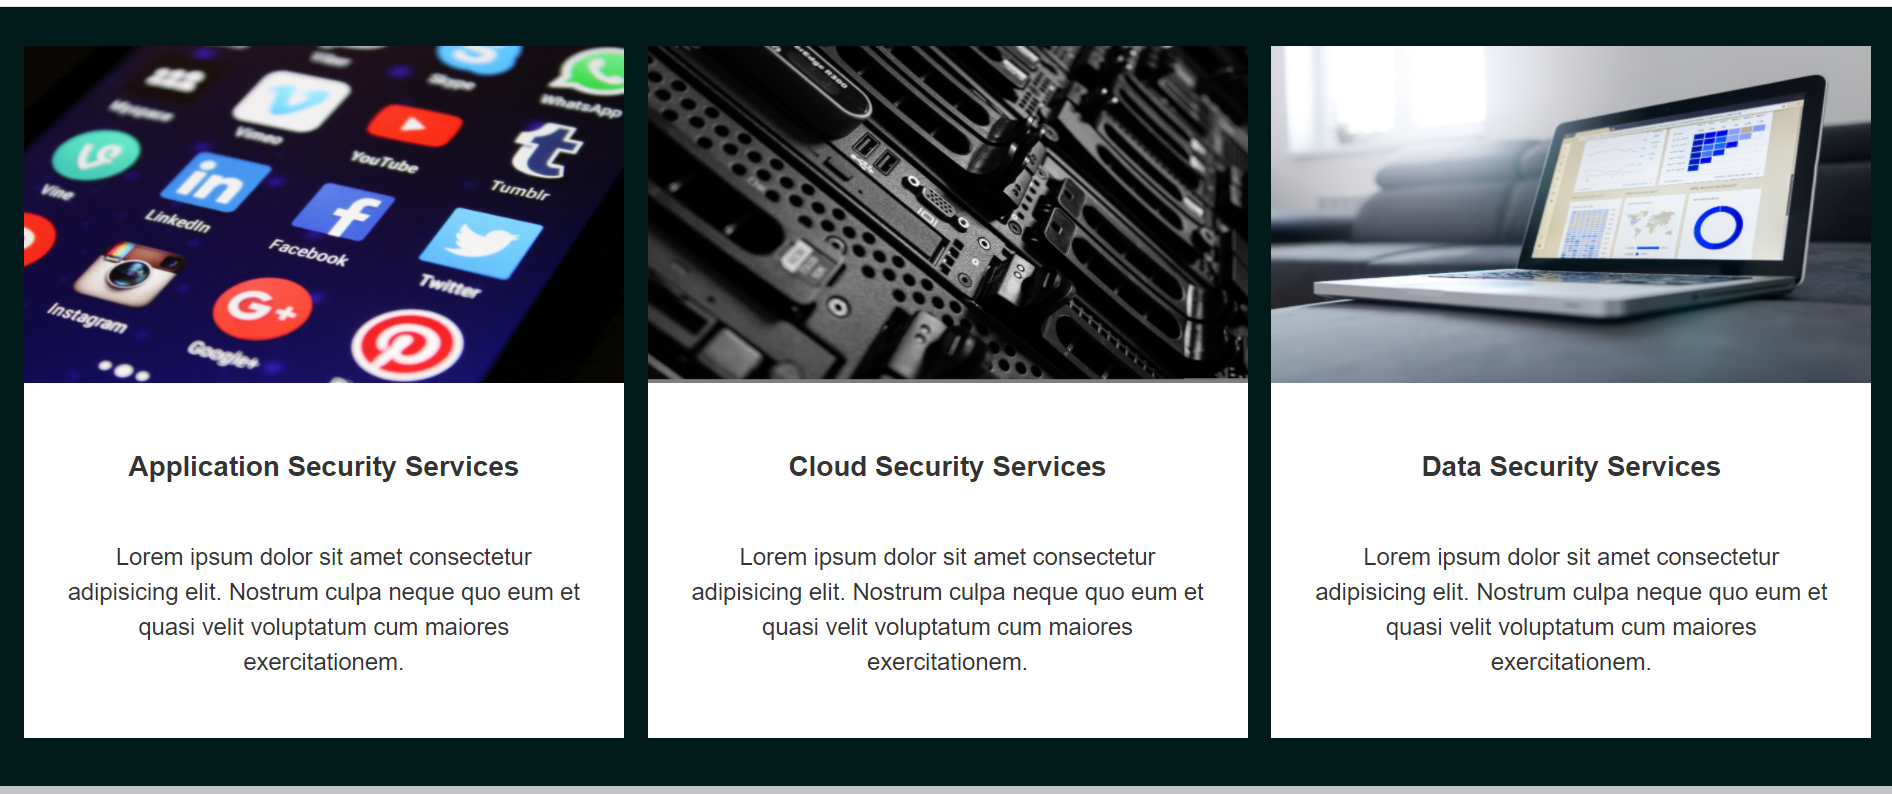 Viber
Skype
WhatsApp
Myspace
Vimeo
YouTube
Tumblr
Vine
LinkedIn
Facebook
Twitter
Instagram
Google+
Application Security Services
Lorem ipsum dolor sit amet consectetur
adipisicing elit. Nostrum culpa neque quo eum et
quasi velit voluptatum cum maiores
exercitationem.
Cloud Security Services
Lorem ipsum dolor sit amet consectetur
adipisicing elit. Nostrum culpa neque quo eum et
quasi velit voluptatum cum maiores
exercitationem.
Data Security Services
Lorem ipsum dolor sit amet consectetur
adipisicing elit. Nostrum culpa neque quo eum et
quasi velit voluptatum cum maiores
exercitationem.